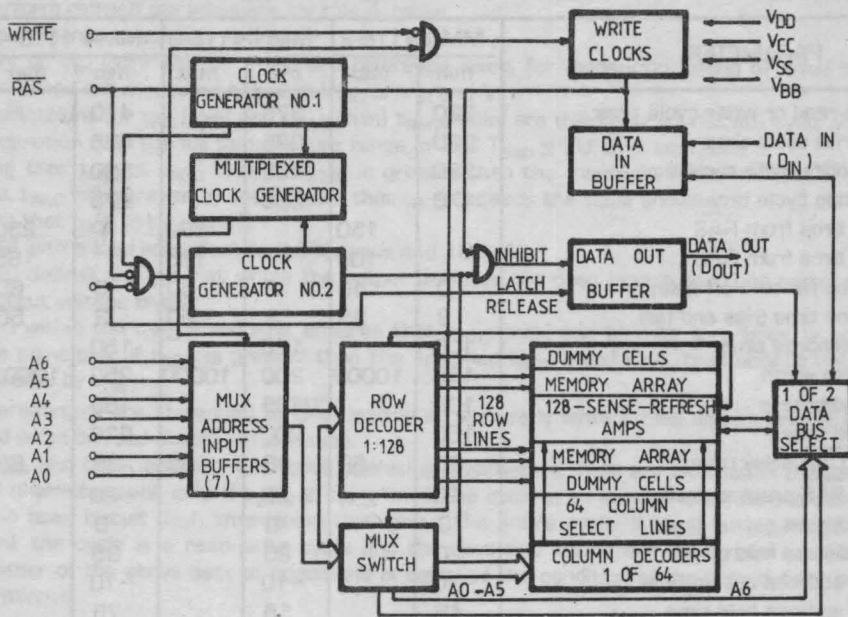 WRITE
RAS
CLOCK
GENERATOR NO.1
MULTIPLEXED
CLOCK GENERATOR
CLOCK
GENERATOR NO.2
WRITE
CLOCKS
VDD
VCC
VSS
VBB
DATA
IN
BUFFER
DATA IN
(DIN)
INHIBIT
LATCH
RELEASE
DATA OUT
BUFFER
DATA OUT
(DOUT)
A6
A5
A4
A3
A2
A1
A0
MUX
ADDRESS
INPUT
BUFFERS
(7)
ROW
DECODER
1:128
128
ROW
LINES
DUMMY CELLS
MEMORY ARRAY
128-SENSE-REFRESH
AMPS
MEMORY ARRAY
DUMMY CELLS
64 COLUMN
SELECT LINES
COLUMN DECODERS
1 OF 64
1 OF 2
DATA
BUS
SELECT
MUX
SWITCH
A0-A5
A6